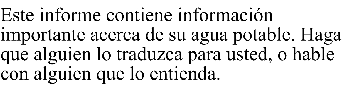 Este informe contiene información
importante acerca de su agua potable. Haga
que alguien lo traduzca para usted, o hable
con alguien que lo entienda.